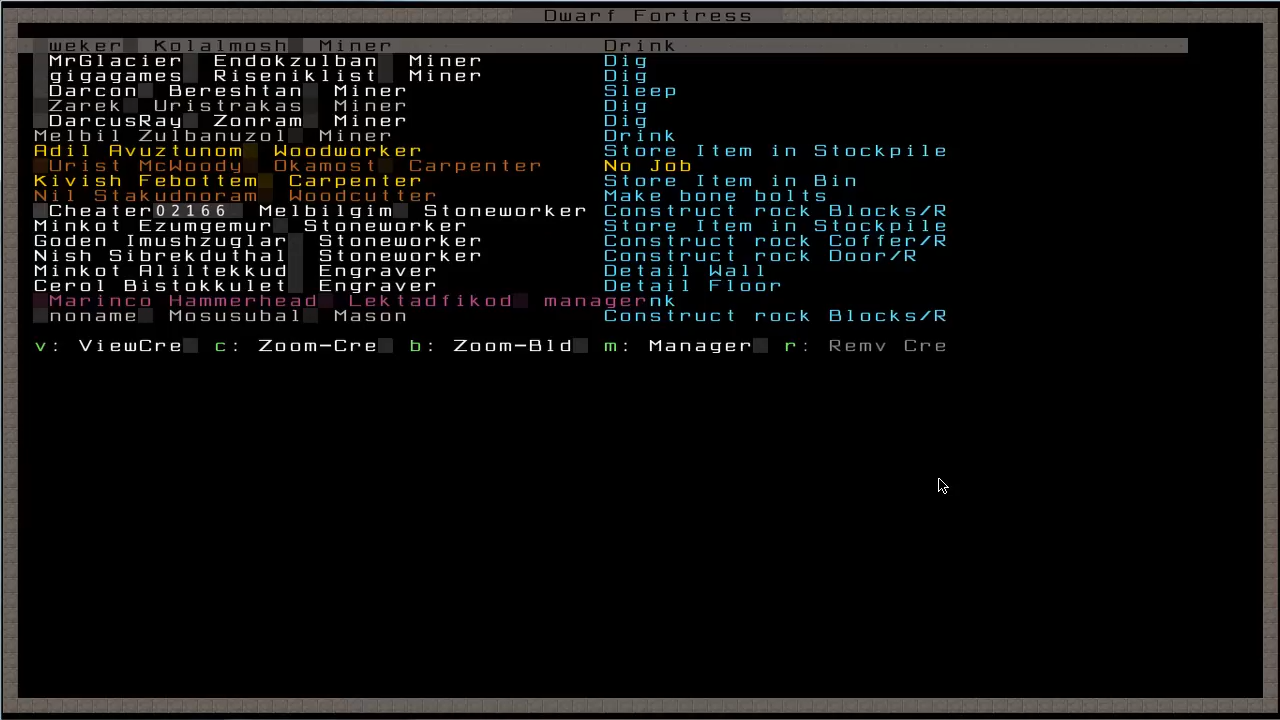 Dwarf Fortress
weker Kolalmosh Miner Drink
MrGlacier Endokzulban Miner Dig
gigagames Riseniklist Miner Dig
Darcon Bereshtan Miner Sleep
Zarek Uristrakas Miner Dig
DarcusRay Zonram Miner Dig
Melbil Zulbanuzol Miner Drink
Adil Avuztunom Woodworker Store Item in Stockpile
Urist McWoody Okamost Carpenter No Job
Kivish Febottem Carpenter Store Item in Bin
Nil Stakudnoram Woodcutter Make bone bolts
Cheater02166 Melbilgim Stoneworker Construct rock Blocks/R
Minkot Ezumgemur Stoneworker Store Item in Stockpile
Goden Imushzuglar Stoneworker Construct rock Coffer/R
Nish Sibrekduthal Stoneworker Construct rock Door/R
Minkot Aliltekkud Engraver Detail Wall
Cerol Bistokkulet Engraver Detail Floor
Marinco Hammerhead Lektadfikod managernk
noname Mosusubal Mason Construct rock Blocks/R
v: ViewCre c: Zoom-Cre b: Zoom-Bld m: Manager r: Remv Cre